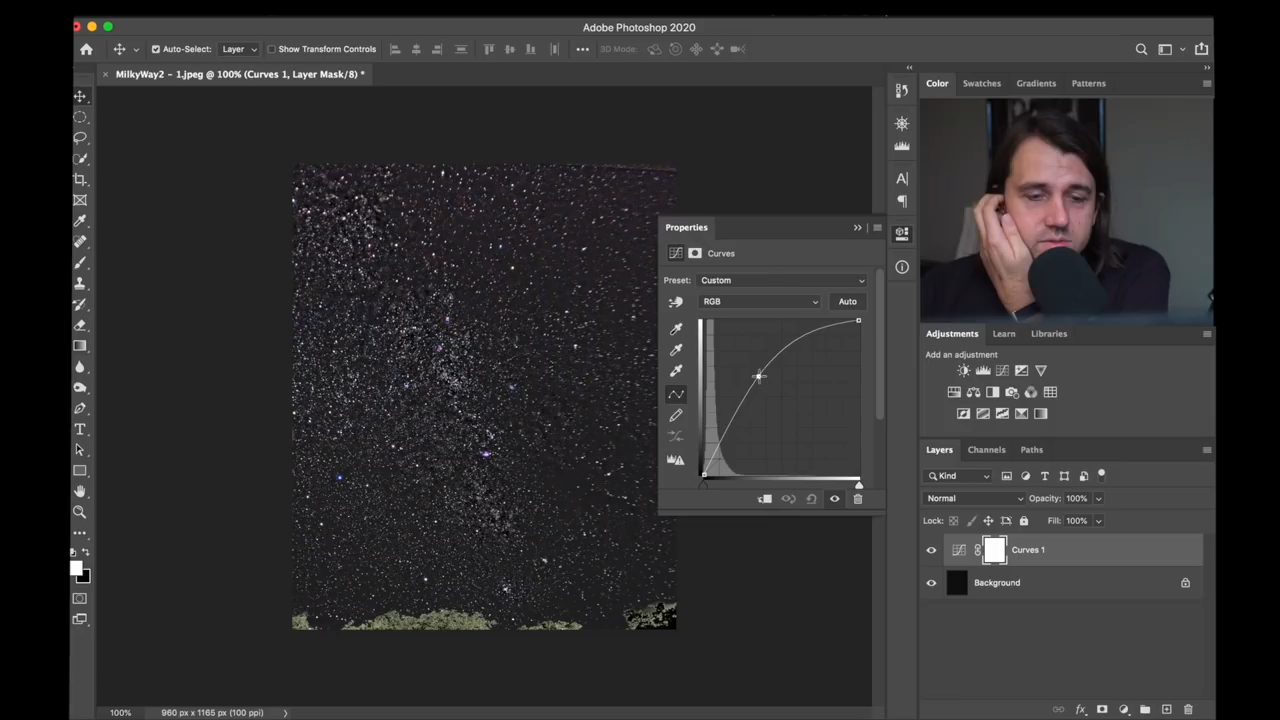 Adobe Photoshop 2020
Auto-Select: Layer Show Transform Controls 3D Mode:
MilkyWay2 - 1.jpeg @ 100% (Curves 1, Layer Mask/8) *
Color Swatches Gradients Patterns
Properties
Curves
Preset: Custom
RGB Auto
Adjustments Learn Libraries
Add an adjustment
Layers Channels Paths
Kind
Normal Opacity: 100%
Lock: Fill: 100%
Curves 1
Background
100% 960 px x 1165 px (100 ppi)